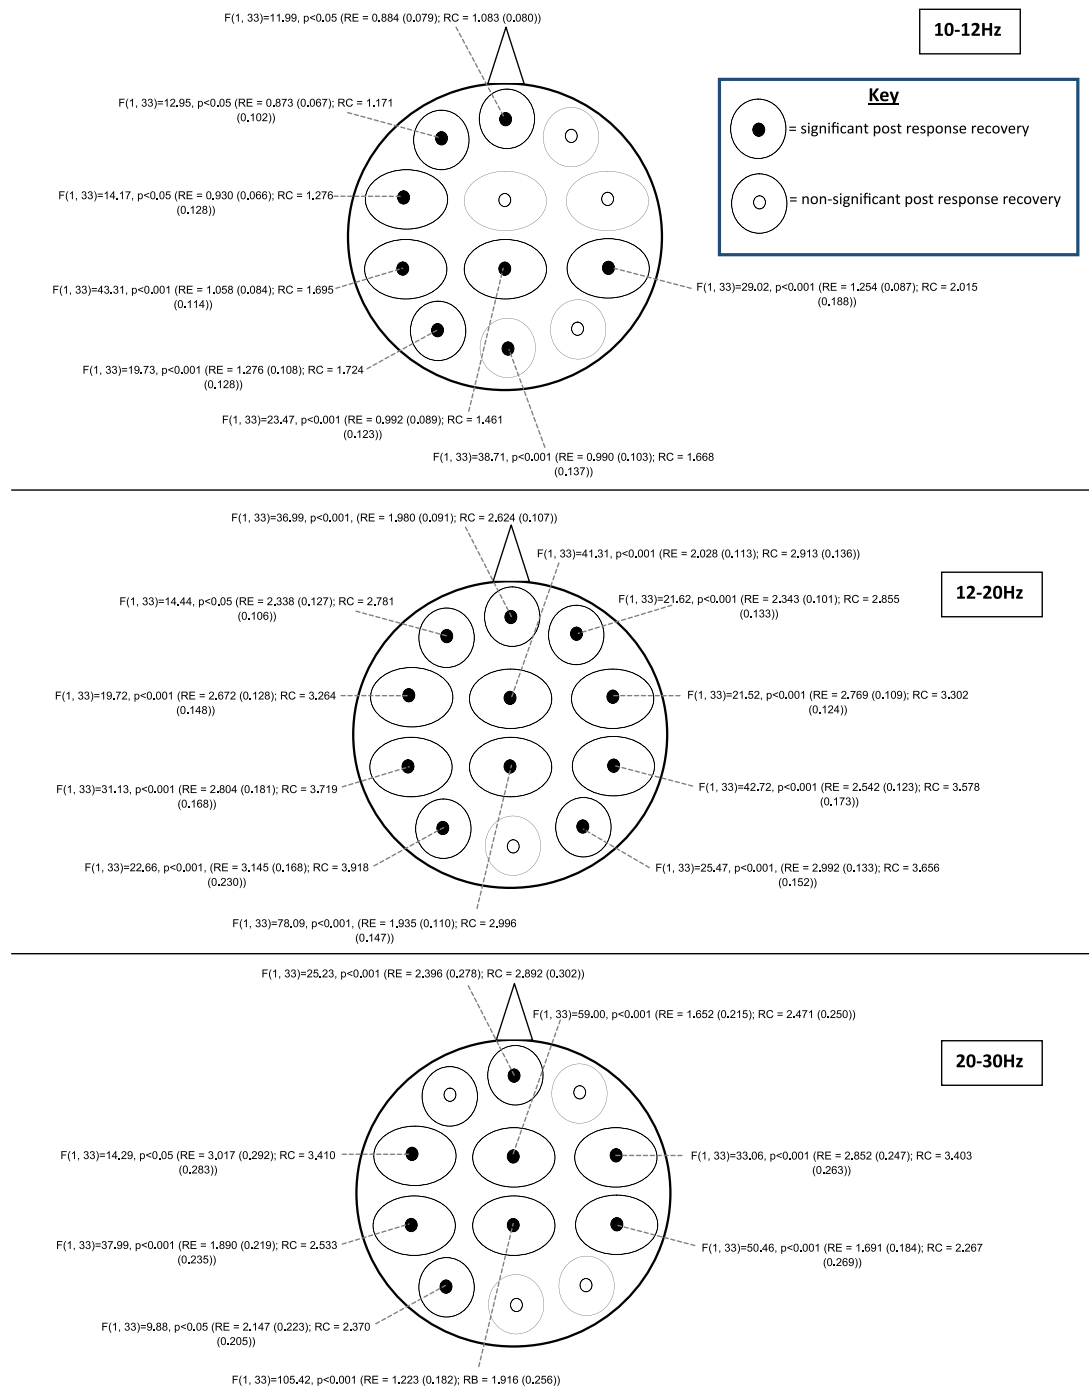 F(1, 33)=11.99, p<0.05 (RE = 0.884 (0.079); RC = 1.083 (0.080))
10-12Hz
Key
= significant post response recovery
= non-significant post response recovery
F(1, 33)=12.95, p<0.05 (RE = 0.873 (0.067); RC = 1.171
(0.102))
F(1, 33)=14.17, p<0.05 (RE = 0.930 (0.066); RC = 1.276
(0.128))
F(1, 33)=43.31, p<0.001 (RE = 1.058 (0.084); RC = 1.695
(0.114))
F(1, 33)=29.02, p<0.001 (RE = 1.254 (0.087); RC = 2.015
(0.188))
F(1, 33)=19.73, p<0.001 (RE = 1.276 (0.108); RC = 1.724
(0.128))
F(1, 33)=23.47, p<0.001 (RE = 0.992 (0.089); RC = 1.461
(0.123))
F(1, 33)=38.71, p<0.001 (RE = 0.990 (0.103); RC = 1.668
(0.137))
F(1, 33)=36.99, p<0.001, (RE = 1.980 (0.091); RC = 2.624 (0.107))
F(1, 33)=41.31, p<0.001 (RE = 2.028 (0.113); RC = 2.913 (0.136))
12-20Hz
F(1, 33)=14.44, p<0.05 (RE = 2.338 (0.127); RC = 2.781
(0.106))
F(1, 33)=21.62, p<0.001 (RE = 2.343 (0.101); RC = 2.855
(0.133))
F(1, 33)=19.72, p<0.001 (RE = 2.672 (0.128); RC = 3.264
(0.148))
F(1, 33)=21.52, p<0.001 (RE = 2.769 (0.109); RC = 3.302
(0.124))
F(1, 33)=31.13, p<0.001 (RE = 2.804 (0.181); RC = 3.719
(0.168))
F(1, 33)=42.72, p<0.001 (RE = 2.542 (0.123); RC = 3.578
(0.173))
F(1, 33)=22.66, p<0.001, (RE = 3.145 (0.168); RC = 3.918
(0.230))
F(1, 33)=25.47, p<0.001, (RE = 2.992 (0.133); RC = 3.656
(0.152))
F(1, 33)=78.09, p<0.001, (RE = 1.935 (0.110); RC = 2.996
(0.147))
F(1, 33)=25.23, p<0.001 (RE = 2.396 (0.278); RC = 2.892 (0.302))
F(1, 33)=59.00, p<0.001 (RE = 1.652 (0.215); RC = 2.471 (0.250))
20-30Hz
F(1, 33)=14.29, p<0.05 (RE = 3.017 (0.292); RC = 3.410
(0.283))
F(1, 33)=33.06, p<0.001 (RE = 2.852 (0.247); RC = 3.403
(0.263))
F(1, 33)=37.99, p<0.001 (RE = 1.890 (0.219); RC = 2.533
(0.235))
F(1, 33)=50.46, p<0.001 (RE = 1.691 (0.184); RC = 2.267
(0.269))
F(1, 33)=9.88, p<0.05 (RE = 2.147 (0.223); RC = 2.370
(0.205))
F(1, 33)=105.42, p<0.001 (RE = 1.223 (0.182); RB = 1.916 (0.256))